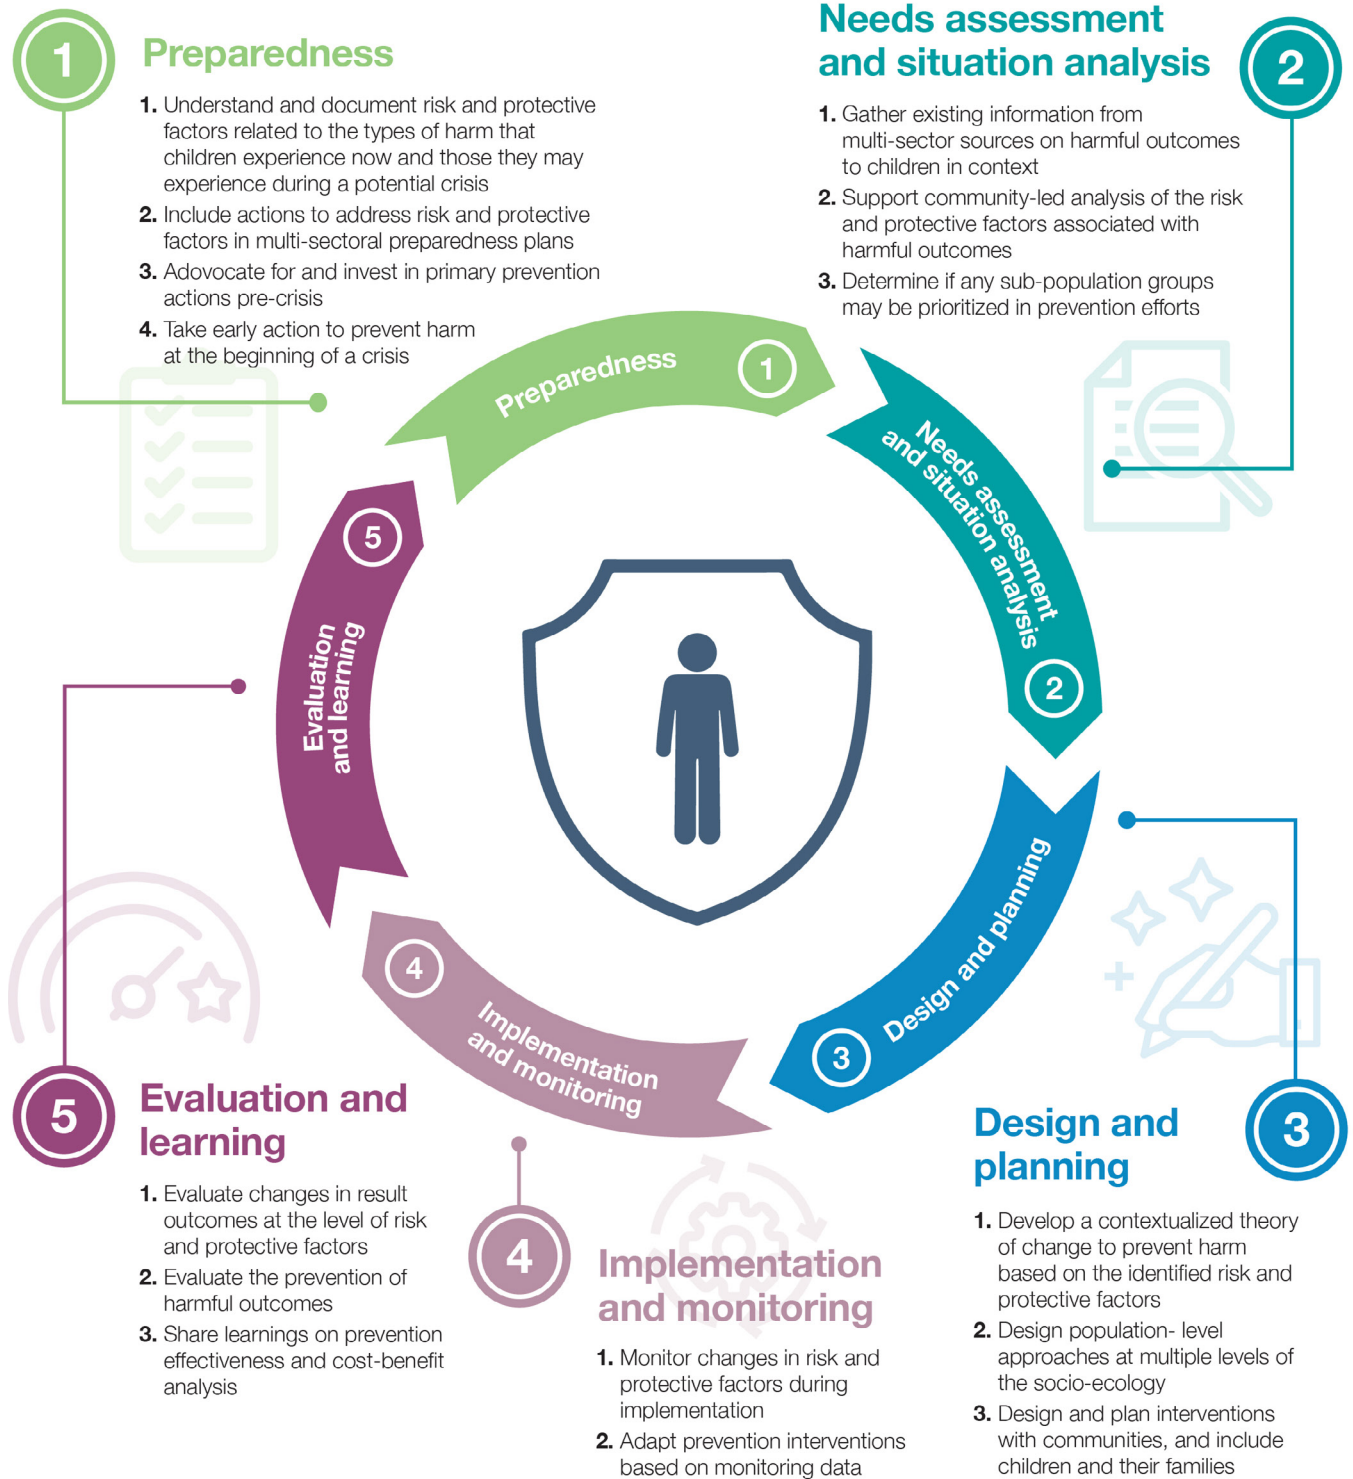 1
Preparedness
1. Understand and document risk and protective
factors related to the types of harm that
children experience now and those they may
experience during a potential crisis
2. Include actions to address risk and protective
factors in multi-sectoral preparedness plans
3. Adovocate for and invest in primary prevention
actions pre-crisis
4. Take early action to prevent harm
at the beginning of a crisis
Needs assessment
and situation analysis
2
1. Gather existing information from
multi-sector sources on harmful outcomes
to children in context
2. Support community-led analysis of the risk
and protective factors associated with
harmful outcomes
3. Determine if any sub-population groups
may be prioritized in prevention efforts
Preparedness
1
Needs assessment
and situation analysis
2
Design and planning
3
Implementation
and monitoring
4
Evaluation
and learning
5
5
Evaluation and
learning
1. Evaluate changes in result
outcomes at the level of risk
and protective factors
2. Evaluate the prevention of
harmful outcomes
3. Share learnings on prevention
effectiveness and cost-benefit
analysis
4
Implementation
and monitoring
1. Monitor changes in risk and
protective factors during
implementation
2. Adapt prevention interventions
based on monitoring data
Design and
planning
3
1. Develop a contextualized theory
of change to prevent harm
based on the identified risk and
protective factors
2. Design population- level
approaches at multiple levels of
the socio-ecology
3. Design and plan interventions
with communities, and include
children and their families